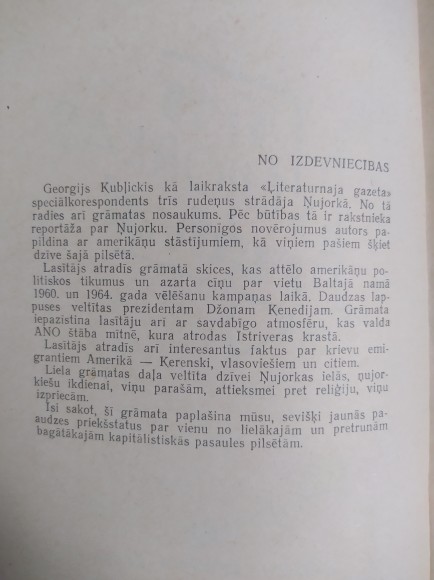 NO IZDEVNIECĪBAS
Georgijs Kubļickis kā laikraksta «Ļiteraturnaja gazeta»
speciālkorespondents trīs rudeņus strādāja Ņujorkā. No tā
radies arī grāmatas nosaukums. Pēc būtības tā ir rakstnieka
reportāža par Ņujorku. Personīgos novērojumus autors pa-
pildina ar amerikāņu stāstījumiem, kā viņiem pašiem šķiet
dzīve šajā pilsētā.
Lasītājs atradīs grāmatā skices, kas attēlo amerikāņu po-
litiskos tikumus un azarta cīņu par vietu Baltajā namā
1960. un 1964. gada vēlēšanu kampaņas laikā. Daudzas lap-
puses veltītas prezidentam Džonam Kenedijam. Grāmata
iepazīstina lasītāju arī ar savdabīgo atmosfēru, kas valda
ANO štāba mītnē, kura atrodas Īstriveras krastā.
Lasītājs atradīs arī interesantus faktus par krievu emi-
grantiem Amerikā — Kerenski, vlasoviešiem un citiem.
Liela grāmatas daļa veltīta dzīvei Ņujorkas ielās, ņujor-
kiešu ikdienai, viņu parašām, attieksmei pret reliģiju, viņu
izpriecām.
Īsi sakot, šī grāmata paplašina mūsu, sevišķi jaunās pa-
audzes priekšstatus par vienu no lielākajām un pretrunām
bagātākajām kapitālistiskās pasaules pilsētām.